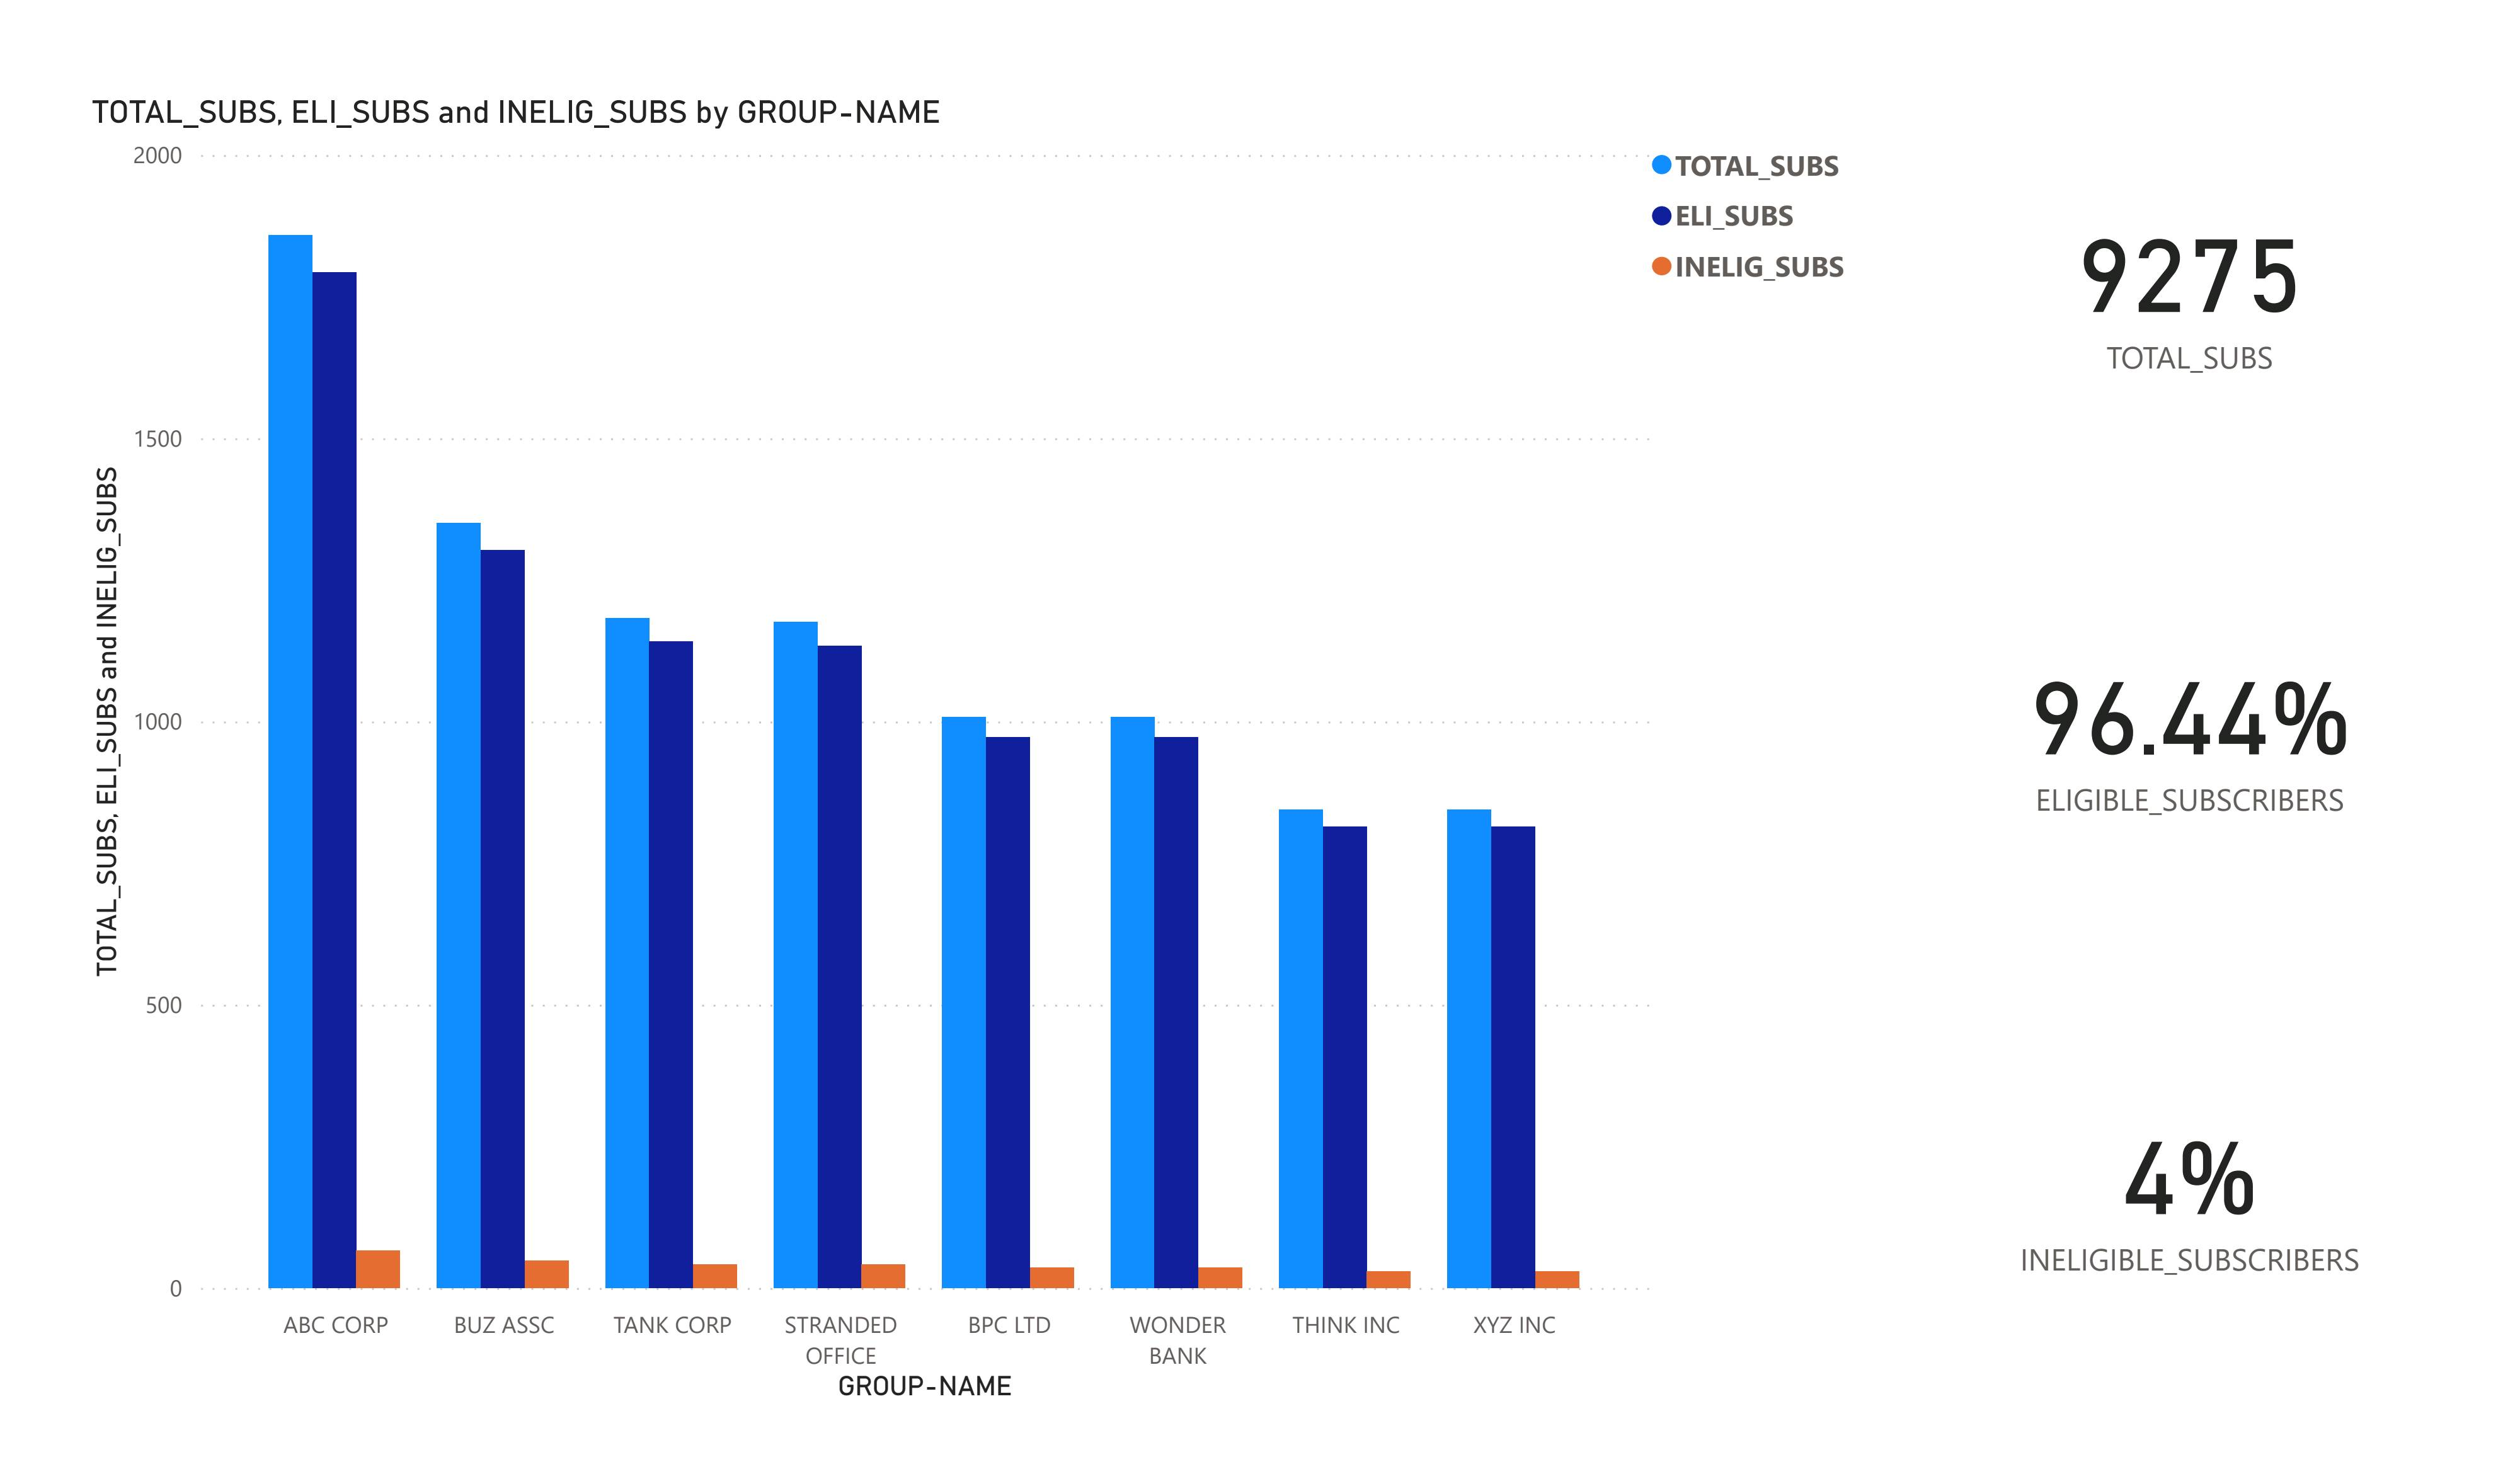 TOTAL_SUBS, ELI_SUBS and INELIG_SUBS by GROUP-NAME
TOTAL_SUBS
ELI_SUBS
INELIG_SUBS
TOTAL_SUBS, ELI_SUBS and INELIG_SUBS
2000
1500
1000
500
0
ABC CORP
BUZ ASSC
TANK CORP
STRANDED
OFFICE
BPC LTD
WONDER
BANK
THINK INC
XYZ INC
GROUP-NAME
9275
TOTAL_SUBS
96.44%
ELIGIBLE_SUBSCRIBERS
4%
INELIGIBLE_SUBSCRIBERS